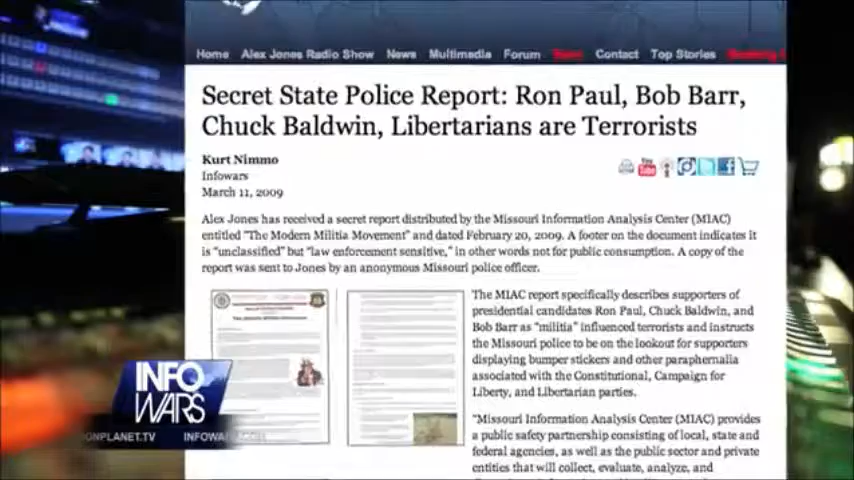 Home Alex Jones Radio Show News Multimedia Forum Contact Top Stories
Secret State Police Report: Ron Paul, Bob Barr,
Chuck Baldwin, Libertarians are Terrorists
Kurt Nimmo
Infowars
March 11, 2009
You Tube
Alex Jones has received a secret report distributed by the Missouri Information Analysis Center (MIAC)
entitled "The Modern Militia Movement" and dated February 20, 2009. A footer on the document indicates it
is "unclassified" but "law enforcement sensitive," in other words not for public consumption. A copy of the
report was sent to Jones by an anonymous Missouri police officer.
The MIAC report specifically describes supporters of
presidential candidates Ron Paul, Chuck Baldwin, and
Bob Barr as "militia" influenced terrorists and instructs
the Missouri police to be on the lookout for supporters
displaying bumper stickers and other paraphernalia
associated with the Constitutional, Campaign for
Liberty, and Libertarian parties.
"Missouri Information Analysis Center (MIAC) provides
a public safety partnership consisting of local, state and
federal agencies, as well as the public sector and private
entities that will collect, evaluate, analyze, and
INFO
WARS
ONPLANET.TV INFOWARS.COM